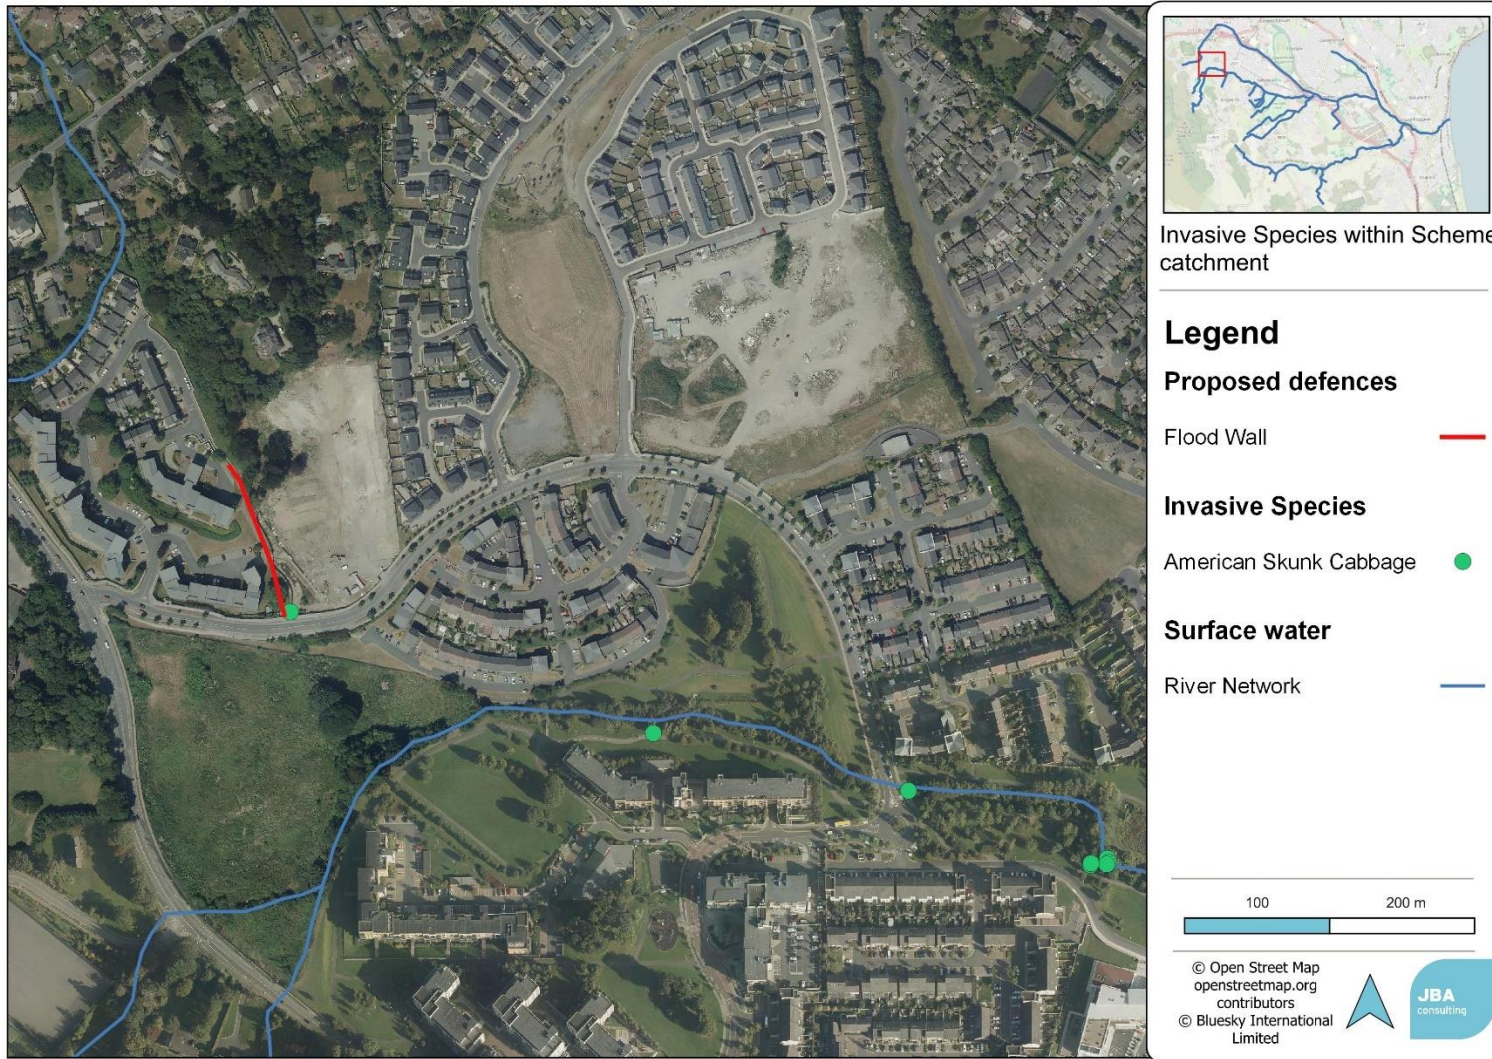 Invasive Species within Scheme
catchment
Legend
Proposed defences
Flood Wall
Invasive Species
American Skunk Cabbage
Surface water
River Network
100 200 m
© Open Street Map
openstreetmap.org
contributors
© Bluesky International
Limited
JBA
consulting